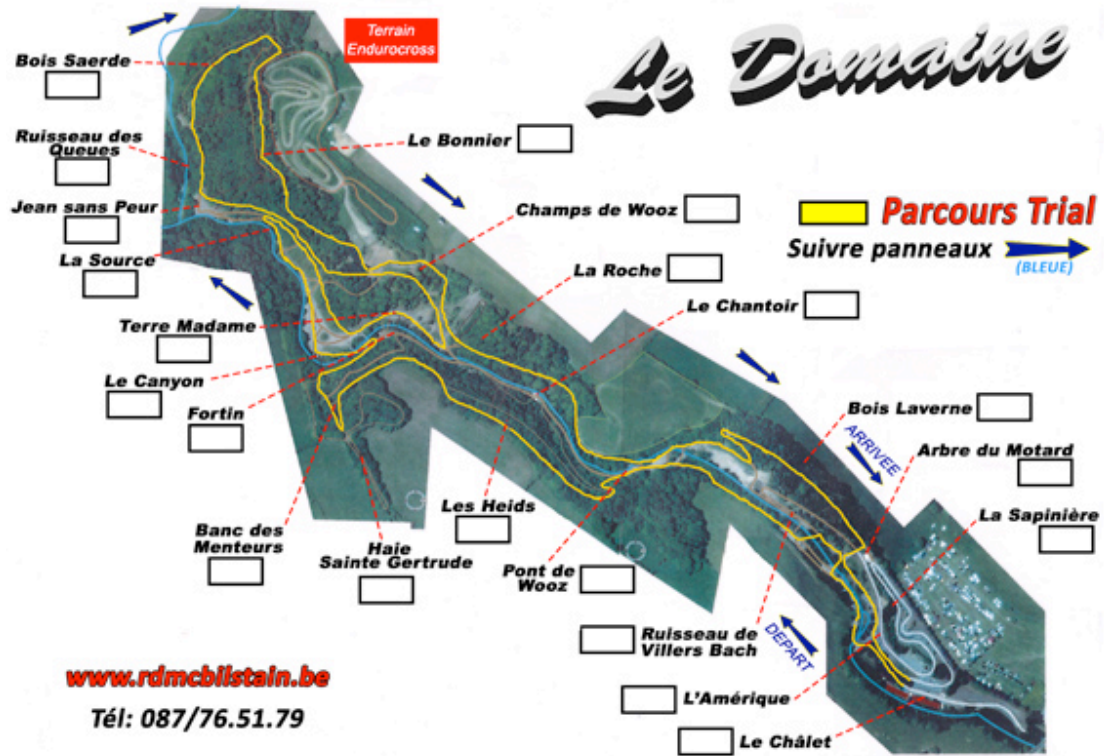 Le Domaine
Terrain
Endurocross
Bois Saerde
Ruisseau des
Queues
Le Bonnier
Jean sans Peur
Champs de Wooz
Parcours Trial
Suivre panneaux
(BLEUE)
La Source
La Roche
Le Chantoir
Terre Madame
Le Canyon
Fortin
Bois Laverne
ARRIVEE
Arbre du Motard
Les Heids
La Sapinière
Banc des
Menteurs
Haie
Sainte Gertrude
Pont de
Wooz
Ruisseau de
Villers Bach
DEPART
L'Amérique
Le Châlet
www.rdmcbilstain.be
Tél: 087/76.51.79